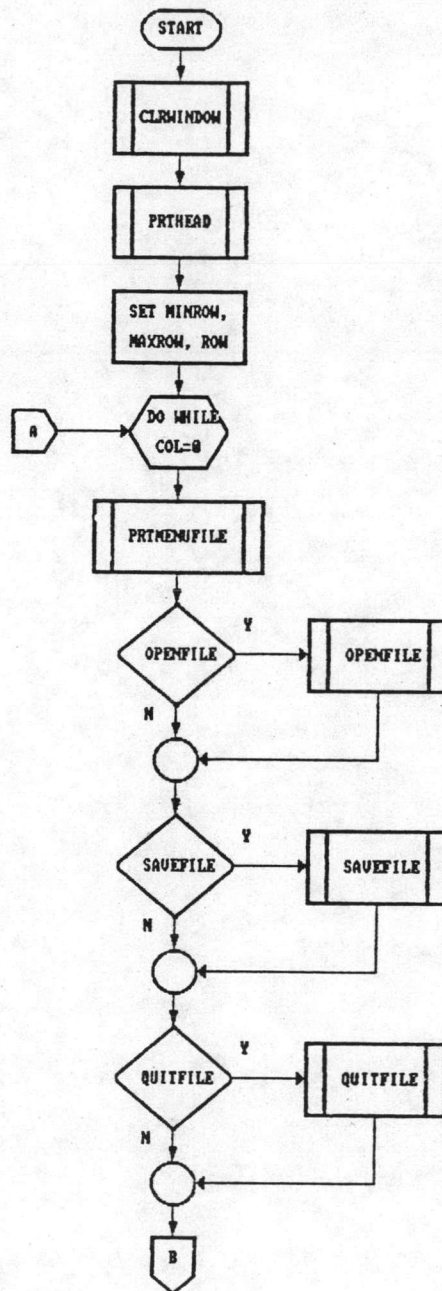 START
CLRWINDOW
PRTHEAD
SET MINROW,
MAXROW, ROW
A
DO WHILE
COL=0
PRTMENUFILE
OPENFILE
Y
OPENFILE
N
SAVEFILE
Y
SAVEFILE
N
QUITFILE
Y
QUITFILE
N
B